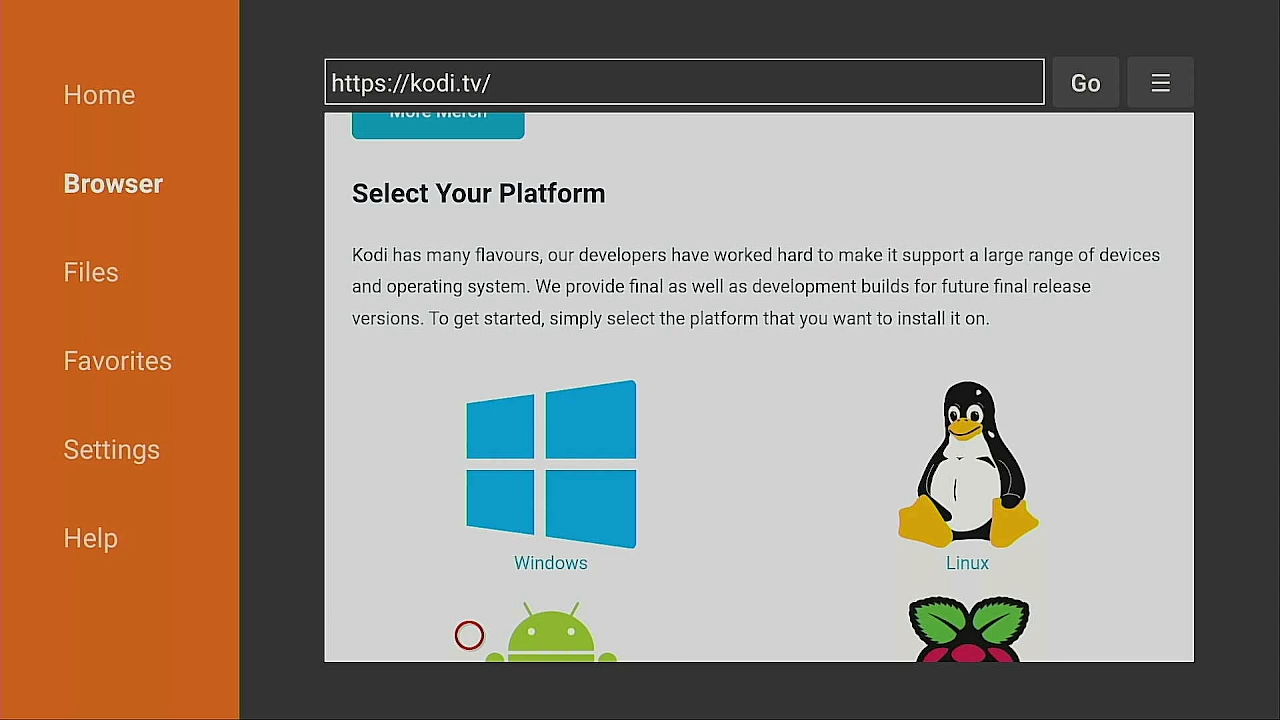 Home
Browser
Files
Favorites
Settings
Help
https://kodi.tv/
Go
More Merch
Select Your Platform
Kodi has many flavours, our developers have worked hard to make it support a large range of devices
and operating system. We provide final as well as development builds for future final release
versions. To get started, simply select the platform that you want to install it on.
Windows
Linux